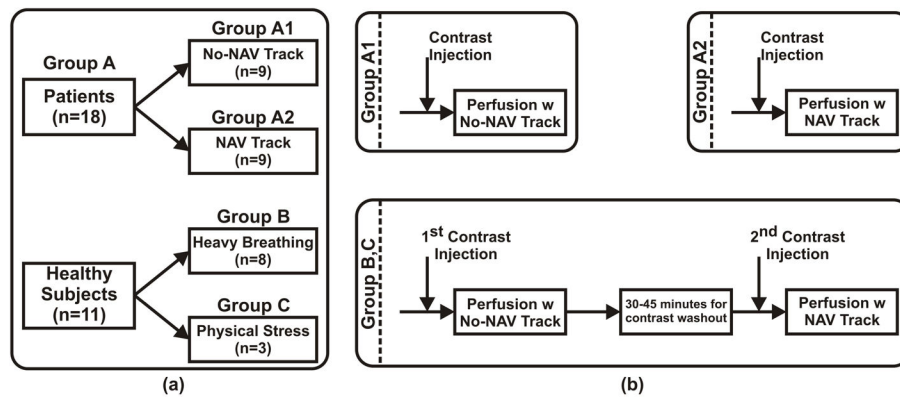 Group A
Patients
(n=18)
Group A1
No-NAV Track
(n=9)
Group A2
NAV Track
(n=9)
Healthy
Subjects
(n=11)
Group B
Heavy Breathing
(n=8)
Group C
Physical Stress
(n=3)
(a)
Group A1
Contrast
Injection
Perfusion w
No-NAV Track
Group A2
Contrast
Injection
Perfusion w
NAV Track
Group B,C
1st Contrast
Injection
Perfusion w
No-NAV Track
30-45 minutes for
contrast washout
2nd Contrast
Injection
Perfusion w
NAV Track
(b)